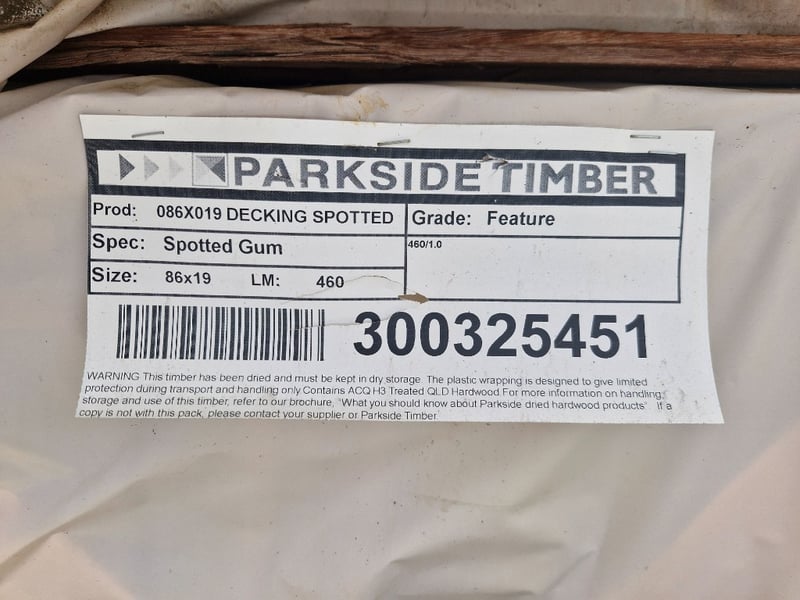 PARKSIDE TIMBER
Prod: 086X019 DECKING SPOTTED
Grade: Feature
Spec: Spotted Gum
460/1.0
Size: 86x19 LM: 460
300325451
WARNING This timber has been dried and must be kept in dry storage. The plastic wrapping is designed to give limited
protection during transport and handling only Contains ACQ H3 Treated QLD Hardwood For more information on handling,
storage and use of this timber, refer to our brochure, "What you should know about Parkside dried hardwood products" If a
copy is not with this pack, please contact your supplier or Parkside Timber